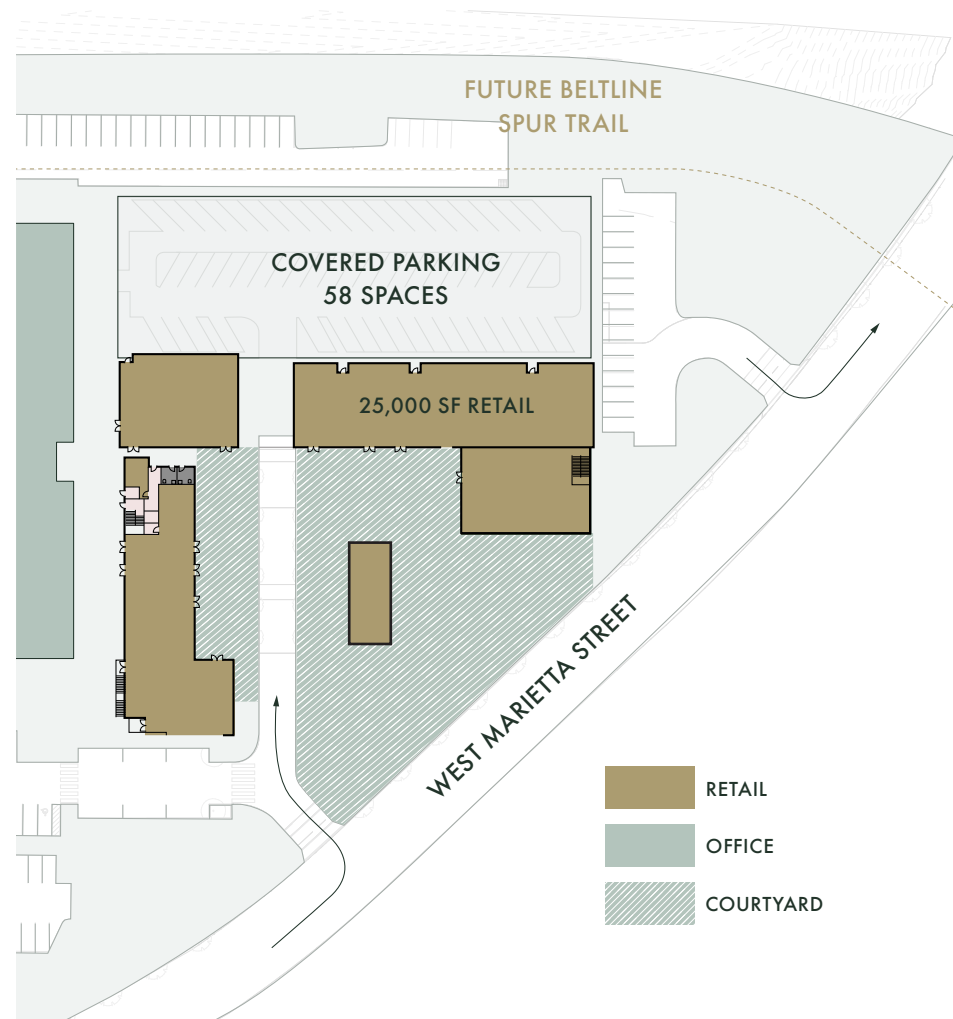 FUTURE BELTLINE
SPUR TRAIL
COVERED PARKING
58 SPACES
25,000 SF RETAIL
WEST MARIETTA STREET
RETAIL
OFFICE
COURTYARD